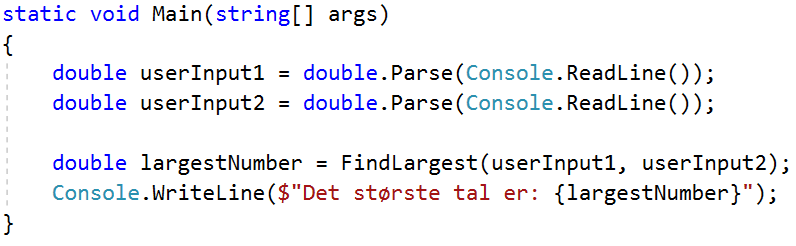 static void Main(string[] args)
{
    double userInput1 = double.Parse(Console.ReadLine());
    double userInput2 = double.Parse(Console.ReadLine());

    double largestNumber = FindLargest(userInput1, userInput2);
    Console.WriteLine($"Det største tal er: {largestNumber}");
}